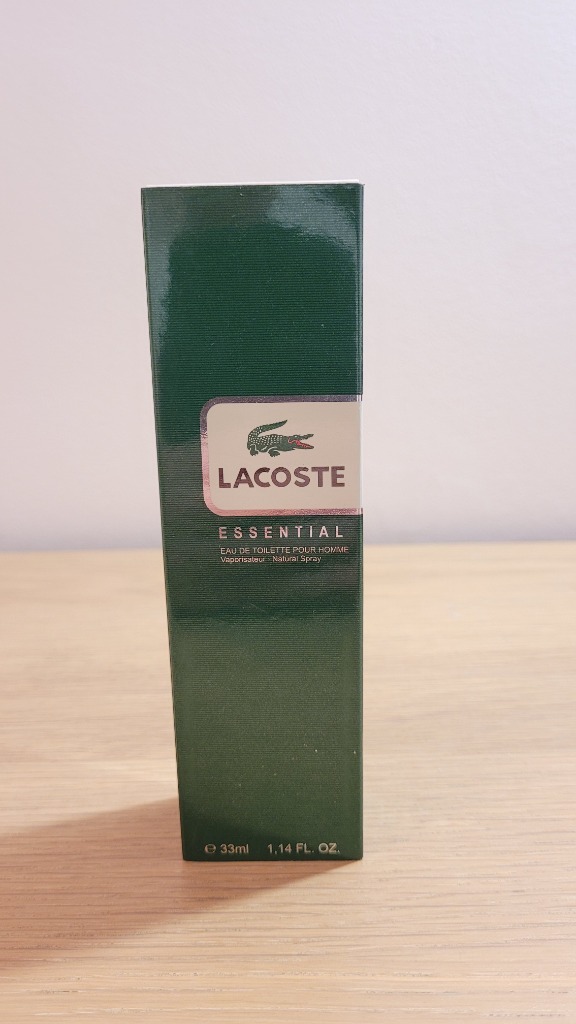 LACOSTE
ESSENTIAL
EAU DE TOILETTE POUR HOMME
Vaporisateur - Natural Spray
℮ 33ml 1,14 FL. OZ.